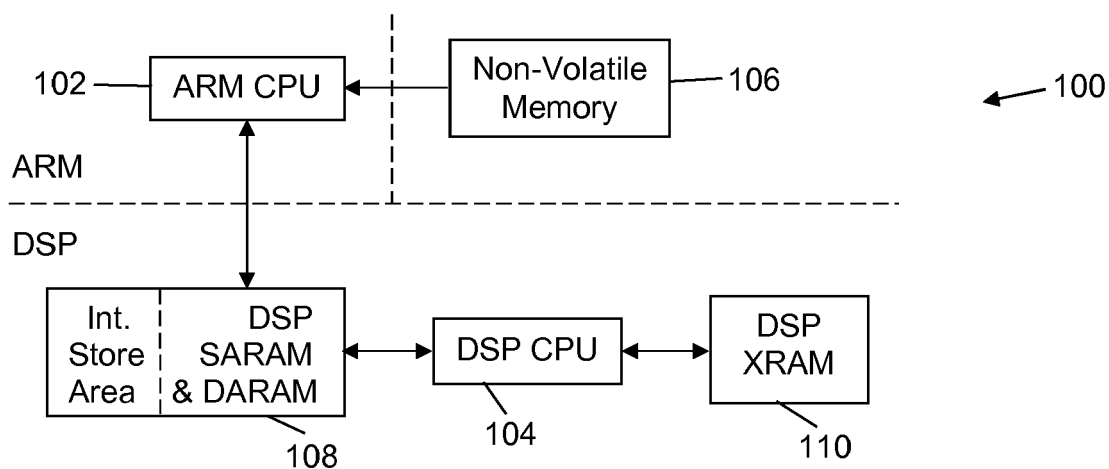 102
ARM CPU
Non-Volatile
Memory
106
100
ARM
DSP
Int.
Store
Area
DSP
SARAM
& DARAM
108
DSP CPU
104
DSP
XRAM
110